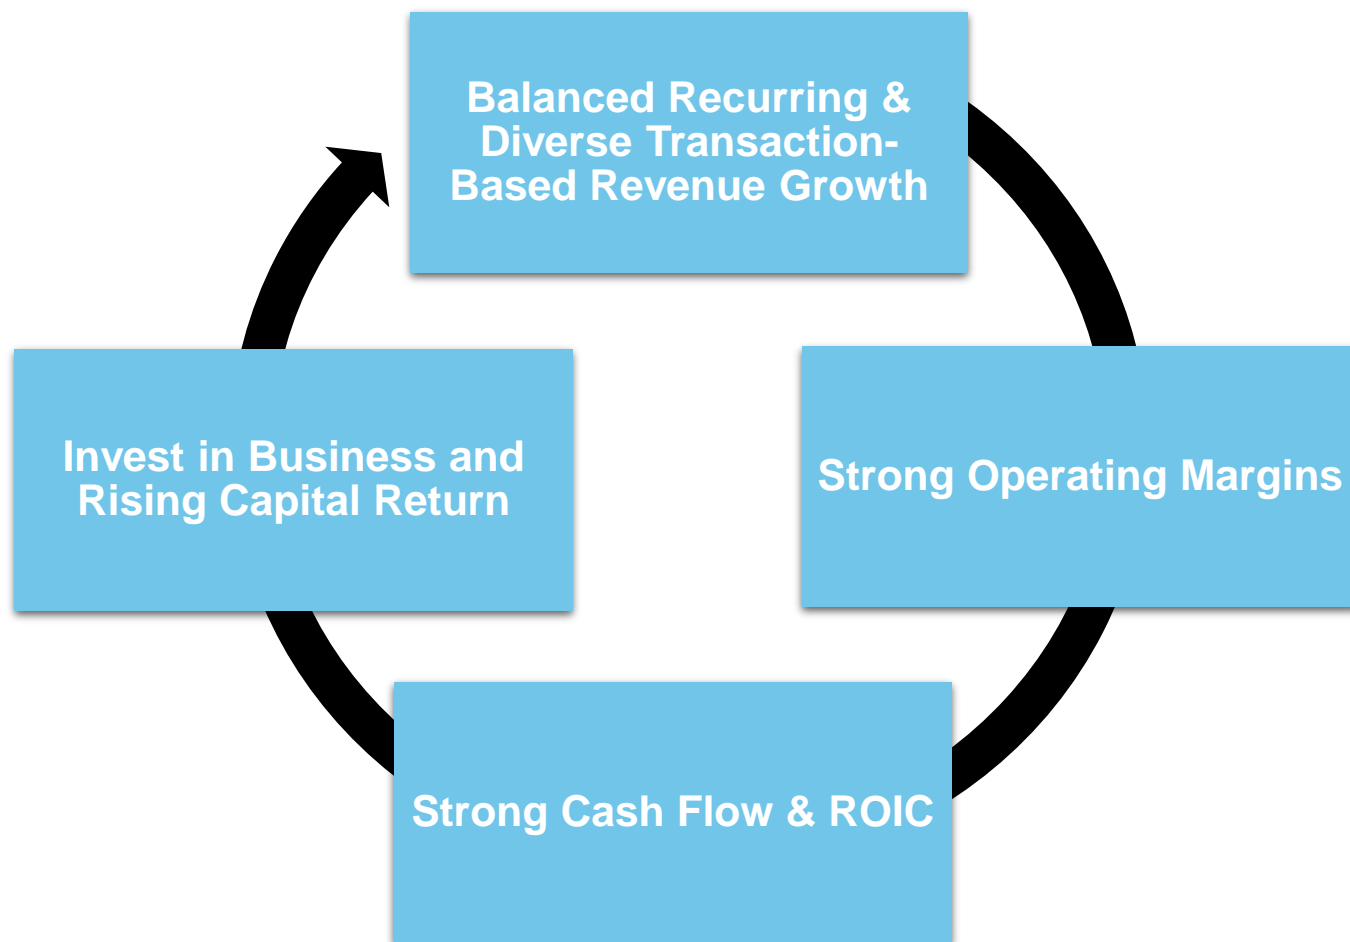 Balanced Recurring &
Diverse Transaction-
Based Revenue Growth
Invest in Business and
Rising Capital Return
Strong Operating Margins
Strong Cash Flow & ROIC